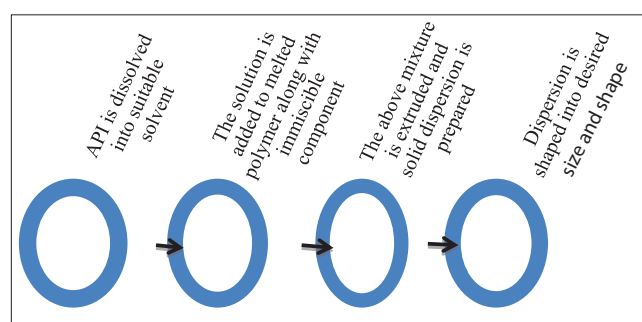 API is dissolved
into suitable
solvent
The solution is
added to melted
polymer along with
immiscible
component
The above mixture
is extruded and
solid dispersion is
prepared
Dispersion is
shaped into desired
size and shape